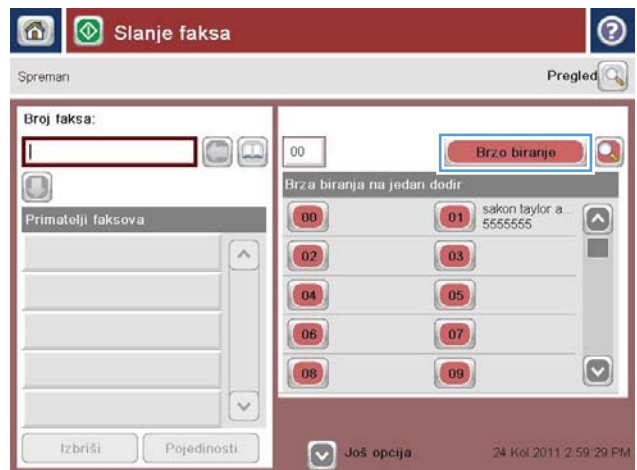 Slanje faksa
?
Spreman
Pregled
Broj faksa:
00
Brzo biranje
Brza biranja na jedan dodir
Primatelji faksova
00
01 sakon taylor a...
5555555
02
03
04
05
06
07
08
09
Izbriši
Pojedinosti
Još opcija
24 Kol 2011 2:59:29 PM